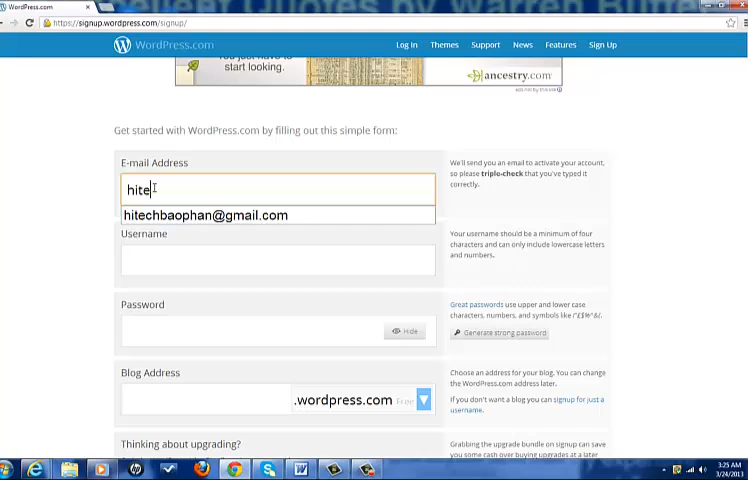 Career Quotes by Warren Buffet
WordPress.com
https://signup.wordpress.com/signup/
WordPress.com
Log In Themes Support News Features Sign Up
You just have to
start looking.
ancestry.com
Get started with WordPress.com by filling out this simple form:
E-mail Address
hite
hitechbaophan@gmail.com
We'll send you an email to activate your account,
so please triple-check that you've typed it
correctly.
Username
Your username should be a minimum of four
characters and can only include lowercase letters
and numbers.
Password
Hide
Great passwords use upper and lower case
characters, numbers, and symbols like !"£$%^&(.
Generate strong password
Blog Address
.wordpress.com Free
Choose an address for your blog. You can change
the WordPress.com address later.
If you don't want a blog you can signup for just a
username.
Thinking about upgrading?
Grabbing the upgrade bundle on signup can save
you some cash over buying upgrades at a later
3:25 AM
3/24/2013